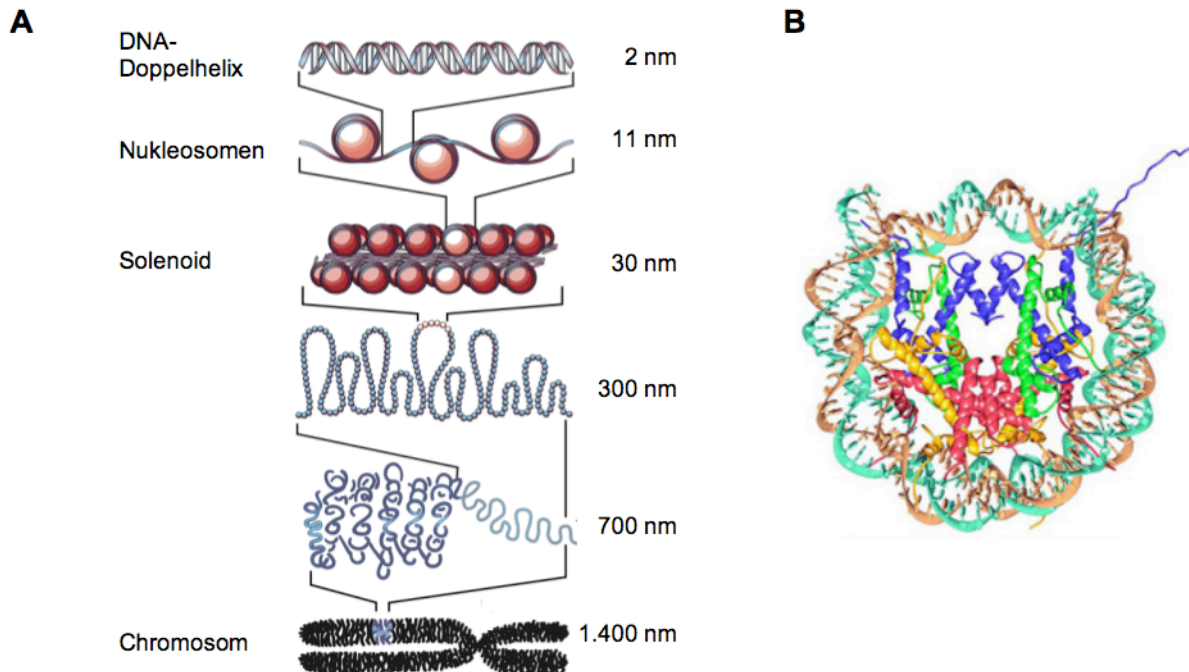 A
B
DNA-
Doppelhelix
2 nm
Nukleosomen
11 nm
Solenoid
30 nm
300 nm
700 nm
Chromosom
1.400 nm